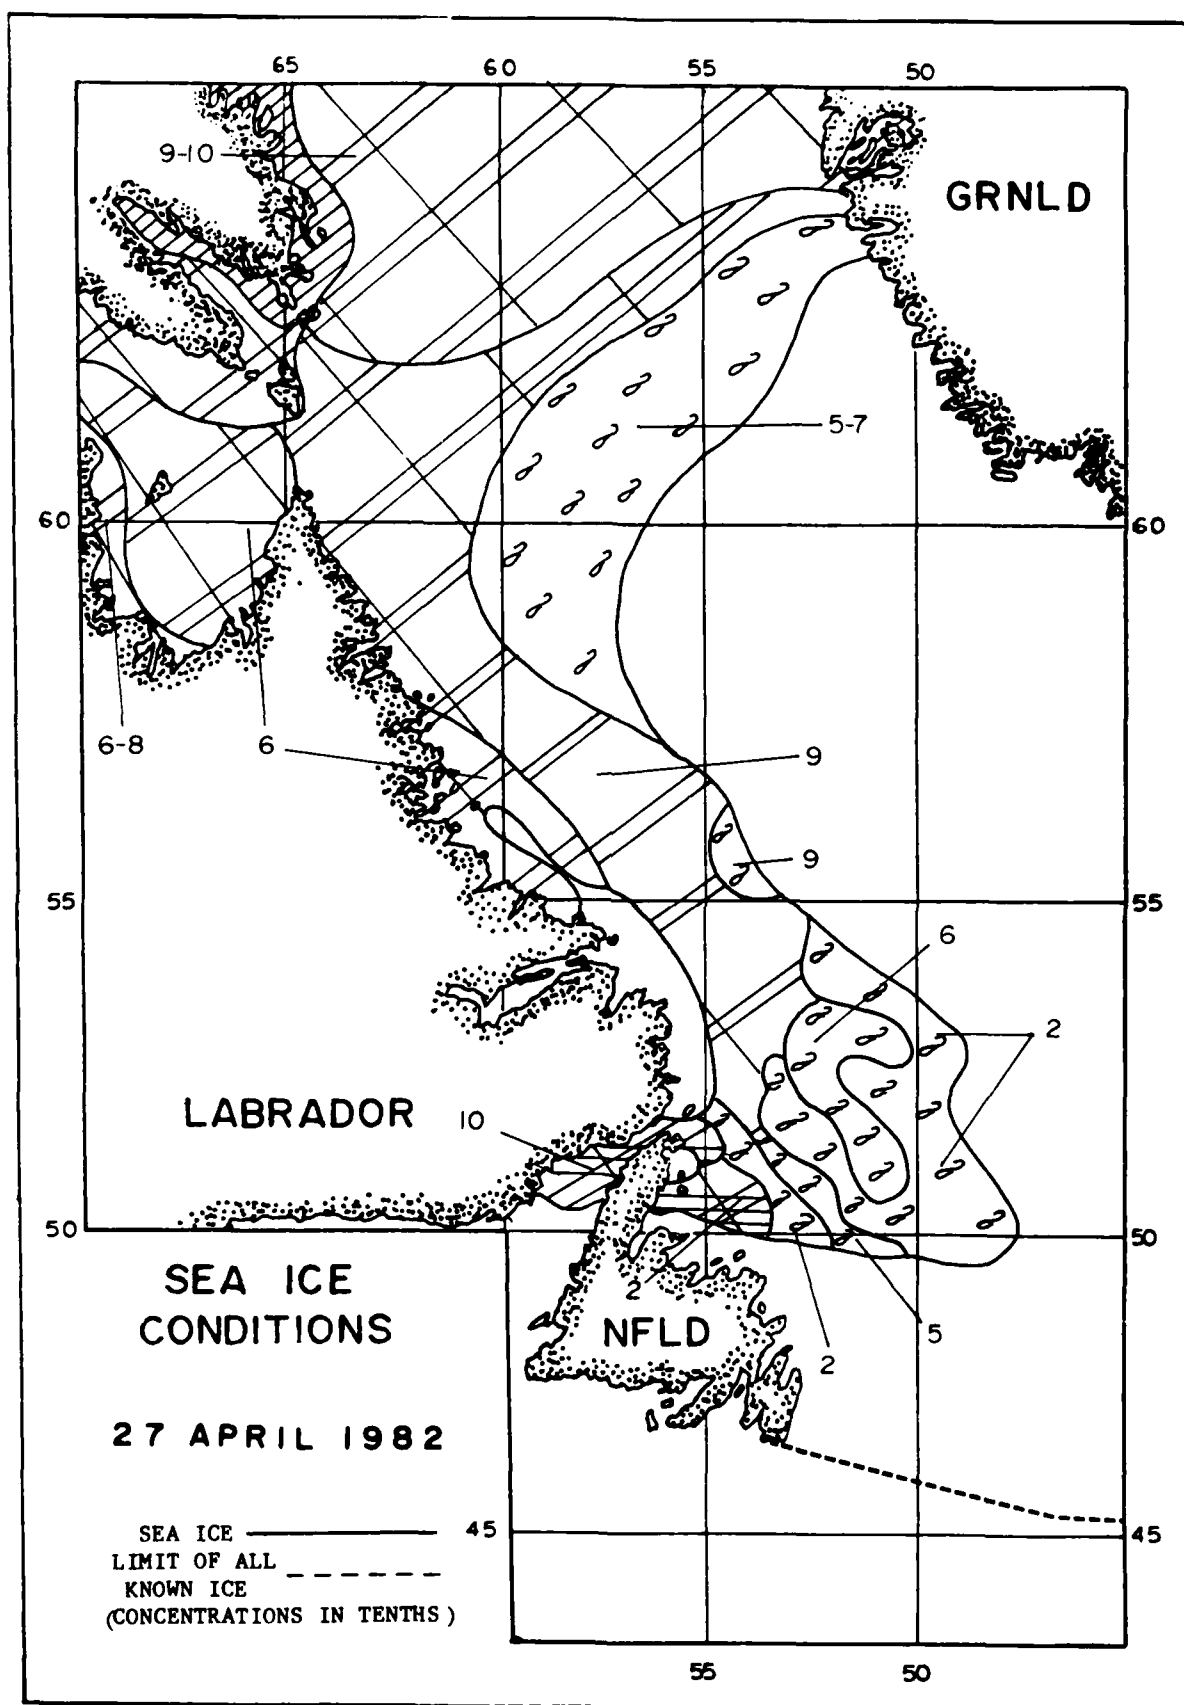 65 60 55 50
9-10
GRNLD
5-7
60 60
6-8 6 9
9
55 55
6
2
LABRADOR 10
50 50
SEA ICE
CONDITIONS
2
NFLD
5
2
27 APRIL 1982
SEA ICE
45 45
LIMIT OF ALL
KNOWN ICE
(CONCENTRATIONS IN TENTHS)
55 50